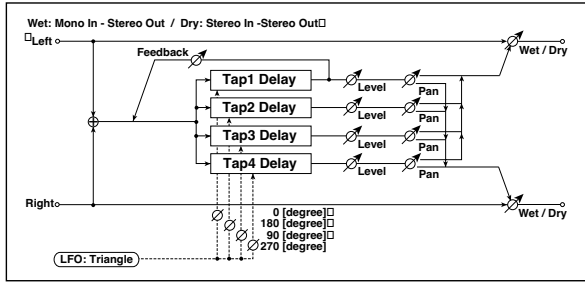 Wet: Mono In - Stereo Out / Dry: Stereo In -Stereo Out□
□Left
Wet / Dry
Feedback
Tap1 Delay
Level
Pan
Tap2 Delay
Level
Pan
Tap3 Delay
Level
Pan
Tap4 Delay
Level
Pan
Right
Wet / Dry
0 [degree]□
180 [degree]□
90 [degree]□
270 [degree]
LFO: Triangle